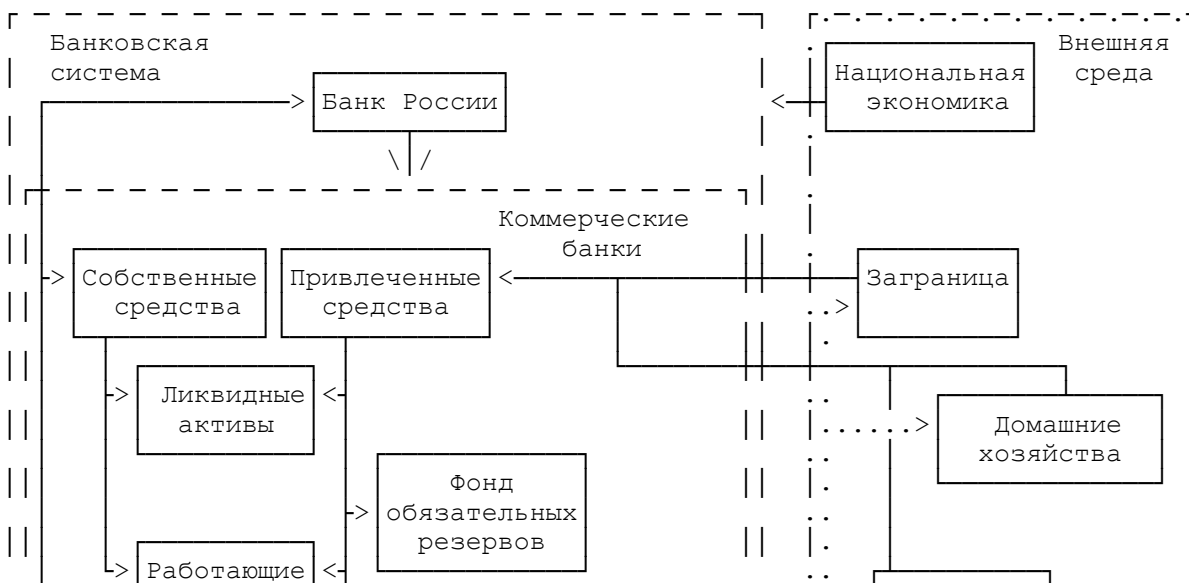 Банковская
система
Внешняя
среда
Национальная
экономика
Банк России
Коммерческие
банки
Собственные
средства
Привлеченные
средства
Заграница
Ликвидные
активы
Домашние
хозяйства
Фонд
обязательных
резервов
Работающие